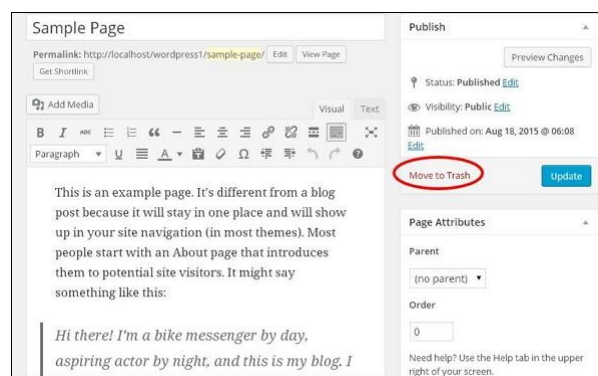 Sample Page
Permalink: http://localhost/wordpress1/sample-page/ Edit View Page
Get Shortlink
Add Media
Visual Text
B I ABC
Paragraph U A Ω
This is an example page. It's different from a blog
post because it will stay in one place and will show
up in your site navigation (in most themes). Most
people start with an About page that introduces
them to potential site visitors. It might say
something like this:
Hi there! I'm a bike messenger by day,
aspiring actor by night, and this is my blog. I
Publish
Preview Changes
Status: Published Edit
Visibility: Public Edit
Published on: Aug 18, 2015 @ 06:08
Edit
Move to Trash Update
Page Attributes
Parent
(no parent)
Order
0
Need help? Use the Help tab in the upper
right of your screen.